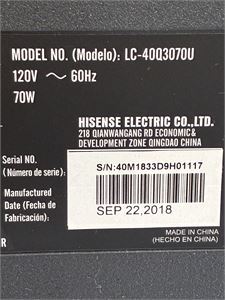 MODEL NO. (Modelo): LC-40Q3070U
120V ~ 60Hz
70W
HISENSE ELECTRIC CO.,LTD.
218 QIANWANGANG RD ECONOMIC &
DEVELOPMENT ZONE QINGDAO CHINA
Serial NO.
(Número de serie):
S/N:40M1833D9H01117
Manufactured
Date (Fecha de
Fabricación):
SEP 22,2018
MADE IN CHINA
(HECHO EN CHINA)
R